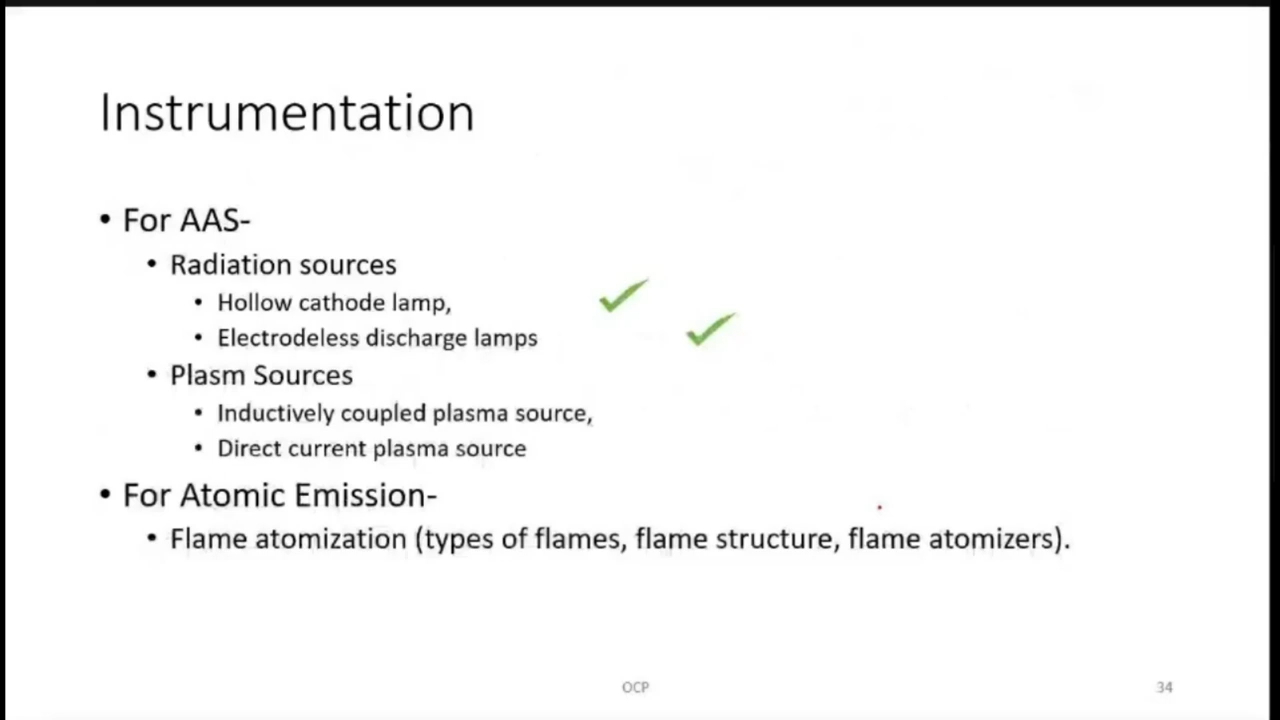 Instrumentation
• For AAS-
• Radiation sources
• Hollow cathode lamp,
• Electrodeless discharge lamps
• Plasm Sources
• Inductively coupled plasma source,
• Direct current plasma source
• For Atomic Emission-
• Flame atomization (types of flames, flame structure, flame atomizers).
OCP
34